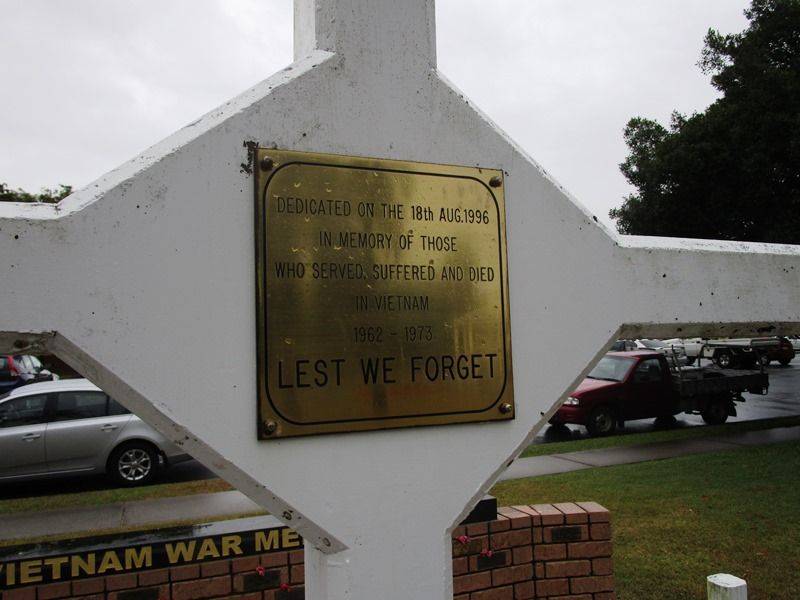 DEDICATED ON THE 18th AUG.1996
IN MEMORY OF THOSE
WHO SERVED, SUFFERED AND DIED
IN VIETNAM
1962 - 1973
LEST WE FORGET
VIETNAM WAR ME